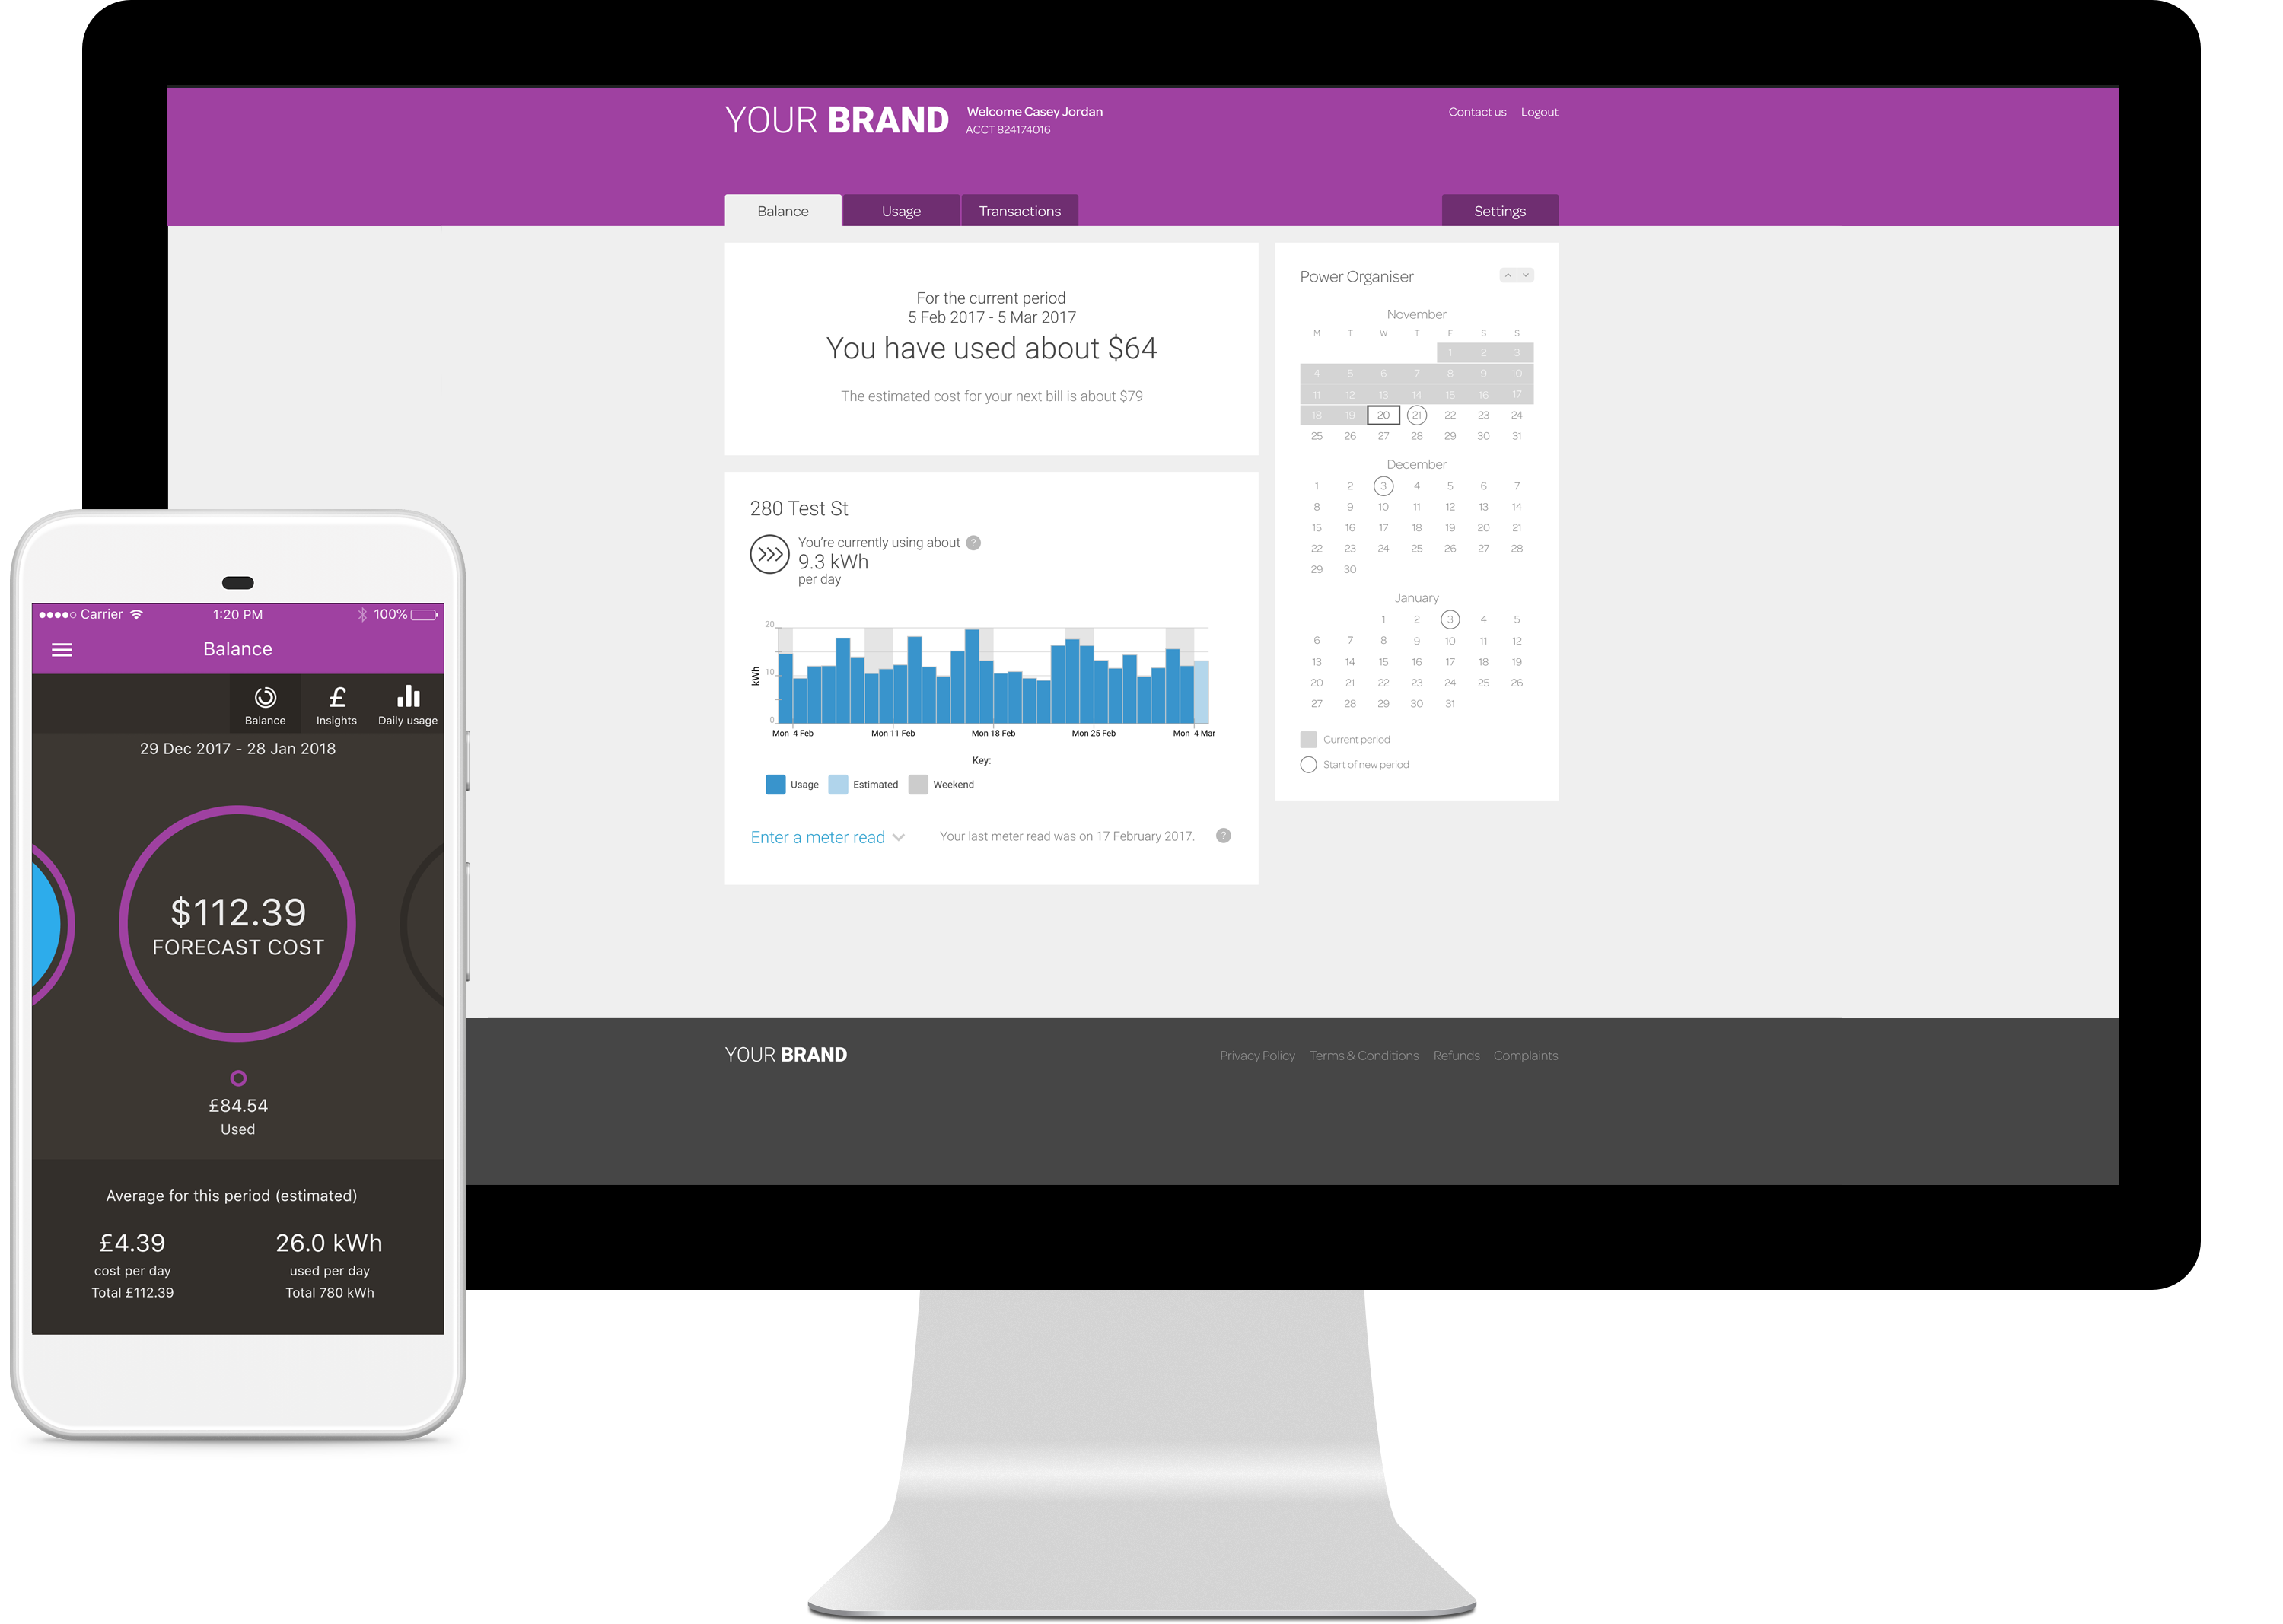 YOUR BRAND
Welcome Casey Jordan
ACCT 824174016
Contact us Logout
Balance Usage Transactions Settings
For the current period
5 Feb 2017 - 5 Mar 2017
You have used about $64
The estimated cost for your next bill is about $79
280 Test St
You're currently using about ?
9.3 kWh
per day
kWh
20
10
0
Mon 4 Feb Mon 11 Feb Mon 18 Feb Mon 25 Feb Mon 4 Mar
Key:
Usage Estimated Weekend
Enter a meter read Your last meter read was on 17 February 2017. ?
Power Organiser
November
M T W T F S S
1 2 3
4 5 6 7 8 9 10
11 12 13 14 15 16 17
18 19 20 21 22 23 24
25 26 27 28 29 30 31
December
1 2 3 4 5 6 7
8 9 10 11 12 13 14
15 16 17 18 19 20 21
22 23 24 25 26 27 28
29 30
January
1 2 3 4 5
6 7 8 9 10 11 12
13 14 15 16 17 18 19
20 21 22 23 24 25 26
27 28 29 30 31
Current period
Start of new period
YOUR BRAND
Privacy Policy Terms & Conditions Refunds Complaints
Carrier 1:20 PM 100%
Balance
£
Balance Insights Daily usage
29 Dec 2017 - 28 Jan 2018
$112.39
FORECAST COST
£84.54
Used
Average for this period (estimated)
£4.39 26.0 kWh
cost per day used per day
Total £112.39 Total 780 kWh